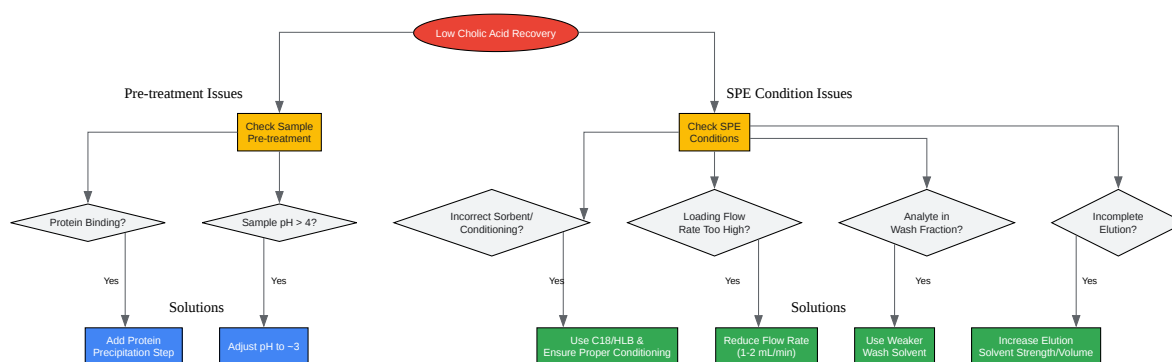 Low Cholic Acid Recovery
Pre-treatment Issues
SPE Condition Issues
Check Sample
Pre-treatment
Check SPE
Conditions
Protein Binding?
Sample pH > 4?
Incorrect Sorbent/
Conditioning?
Loading Flow
Rate Too High?
Analyte in
Wash Fraction?
Incomplete
Elution?
Yes
Yes
Yes
Yes
Yes
Yes
Solutions
Solutions
Add Protein
Precipitation Step
Adjust pH to ~3
Use C18/HLB &
Ensure Proper Conditioning
Reduce Flow Rate
(1-2 mL/min)
Use Weaker
Wash Solvent
Increase Elution
Solvent Strength/Volume